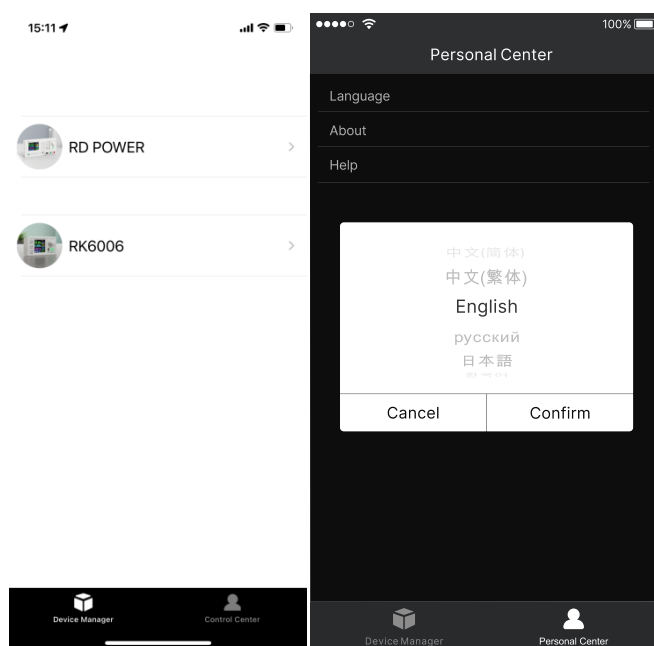 15:11
RD POWER
RK6006
Device Manager
Control Center
100%
Personal Center
Language
About
Help
中文(简体)
中文(繁体)
English
русский
日本語
Cancel
Confirm
Device Manager
Personal Center